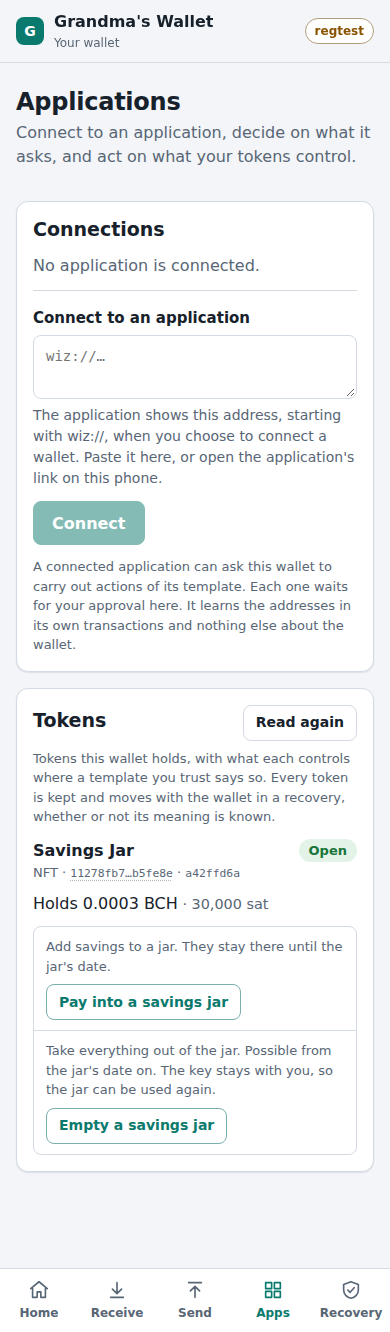 G
Grandma's Wallet
Your wallet
regtest
Applications
Connect to an application, decide on what it
asks, and act on what your tokens control.
Connections
No application is connected.
Connect to an application
wiz://…
The application shows this address, starting
with wiz://, when you choose to connect a
wallet. Paste it here, or open the application's
link on this phone.
Connect
A connected application can ask this wallet to
carry out actions of its template. Each one waits
for your approval here. It learns the addresses in
its own transactions and nothing else about the
wallet.
Tokens
Read again
Tokens this wallet holds, with what each controls
where a template you trust says so. Every token
is kept and moves with the wallet in a recovery,
whether or not its meaning is known.
Savings Jar
Open
NFT · 11278fb7…b5fe8e · a42ffd6a
Holds 0.0003 BCH · 30,000 sat
Add savings to a jar. They stay there until the
jar's date.
Pay into a savings jar
Take everything out of the jar. Possible from
the jar's date on. The key stays with you, so
the jar can be used again.
Empty a savings jar
Home
Receive
Send
Apps
Recovery